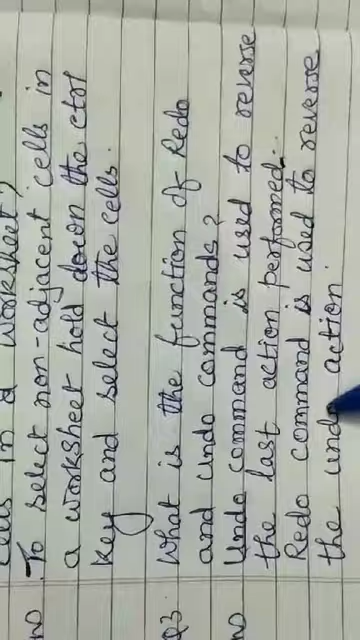 cells in a worksheet?
ns. To select non-adjacent cells in
a worksheet hold down the ctrl
key and select the cells.
Q3 What is the function of Redo
and Undo commands?
ns Undo command is used to reverse
the last action performed..
Redo command is used to reverse
the undo action.